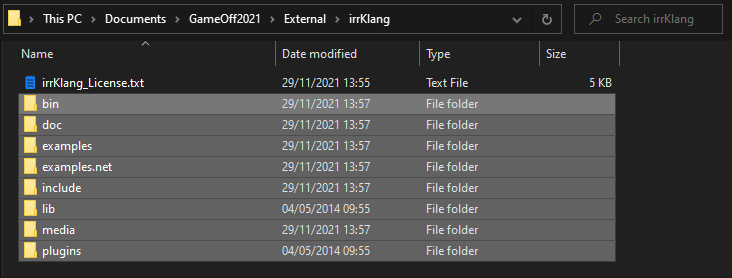 This PC > Documents > GameOff2021 > External > irrKlang Search irrKlang
Name Date modified Type Size
irrKlang_License.txt 29/11/2021 13:55 Text File 5 KB
bin 29/11/2021 13:57 File folder
doc 29/11/2021 13:57 File folder
examples 29/11/2021 13:57 File folder
examples.net 29/11/2021 13:57 File folder
include 29/11/2021 13:57 File folder
lib 04/05/2014 09:55 File folder
media 29/11/2021 13:57 File folder
plugins 04/05/2014 09:55 File folder